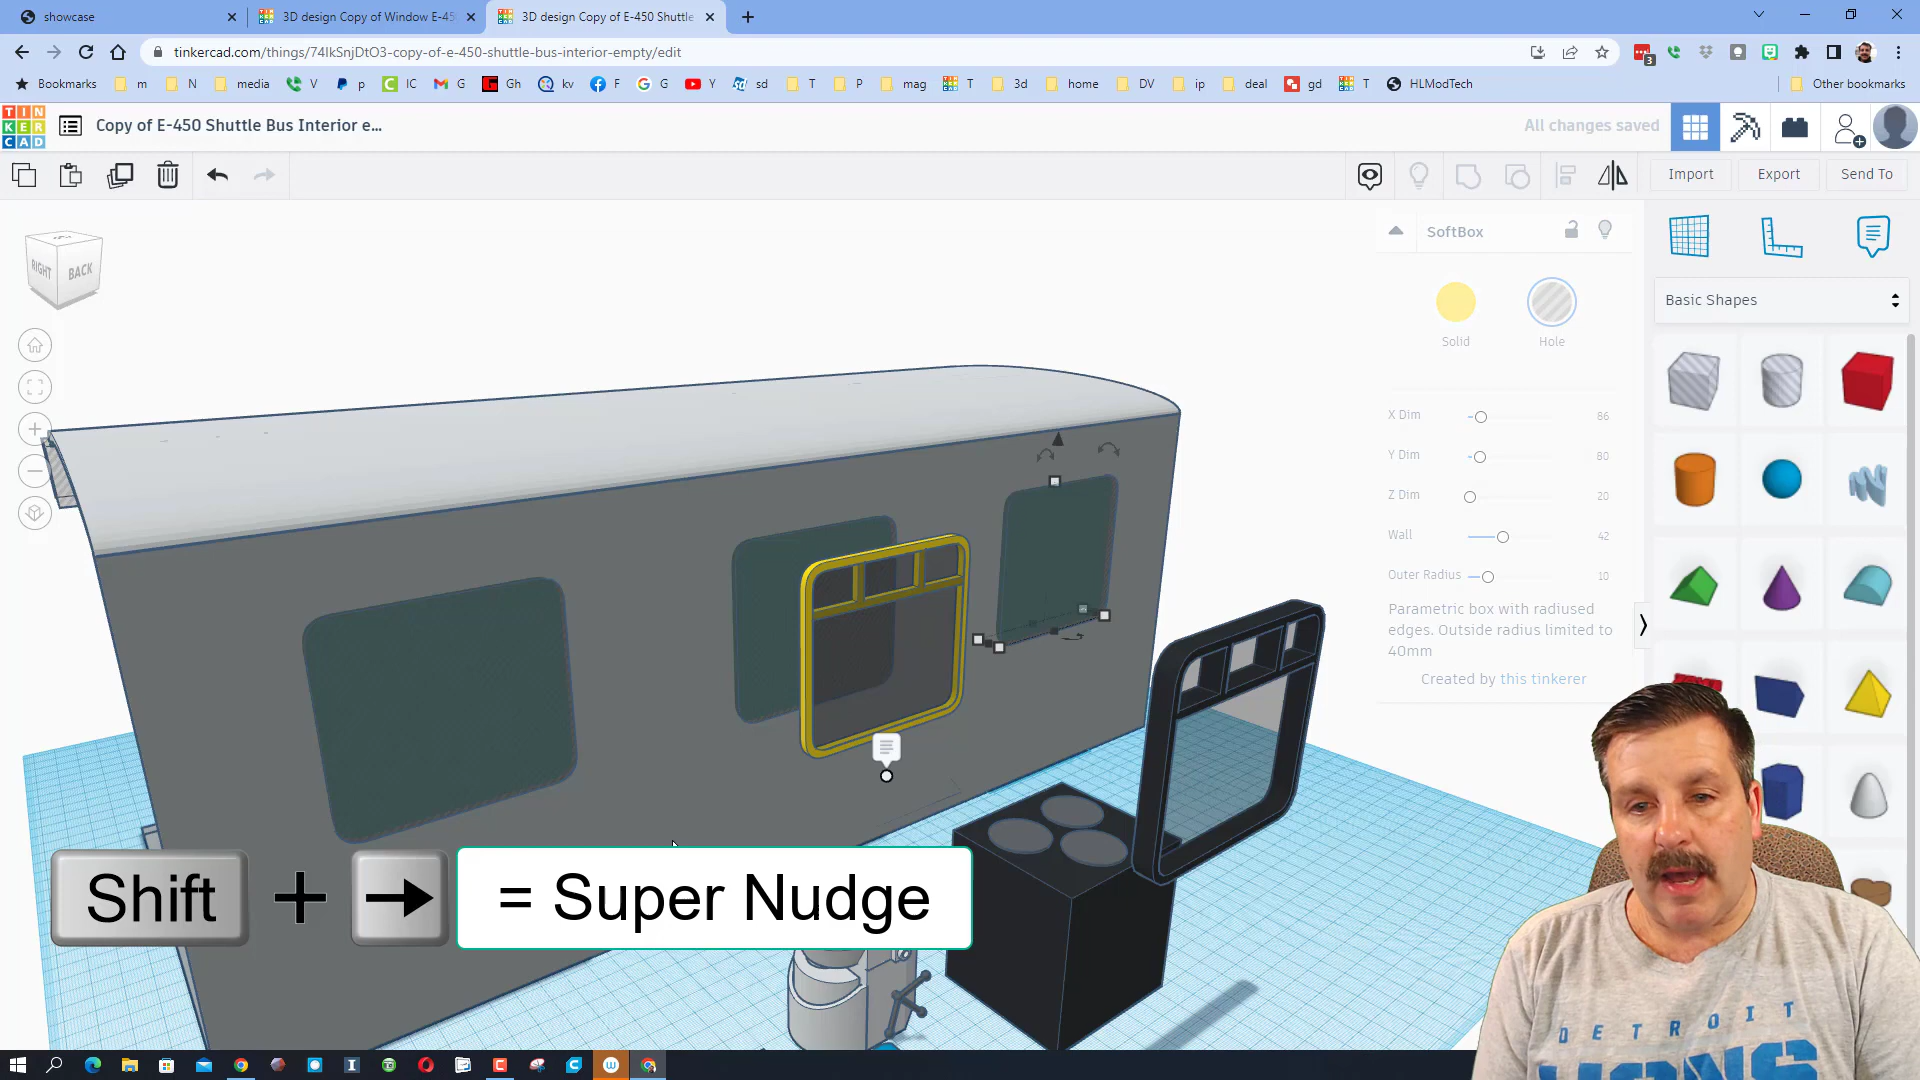 showcase
3D design Copy of Window E-45
3D design Copy of E-450 Shuttle
tinkercad.com/things/74lkSnjDtO3-copy-of-e-450-shuttle-bus-interior-empty/edit
3
Bookmarks m N media V p IC G Gh kv F G Y sd T P mag T 3d home DV ip deal gd T HLModTech Other bookmarks
TIN
KER
CAD
Copy of E-450 Shuttle Bus Interior e...
All changes saved
Import Export Send To
RIGHT BACK
SoftBox
Solid Hole
X Dim 86
Y Dim 80
Z Dim 20
Wall 42
Outer Radius 10
Parametric box with radiused
edges. Outside radius limited to
40mm
Created by this tinkerer
Basic Shapes
Shift + → = Super Nudge
DETROIT
LIONS